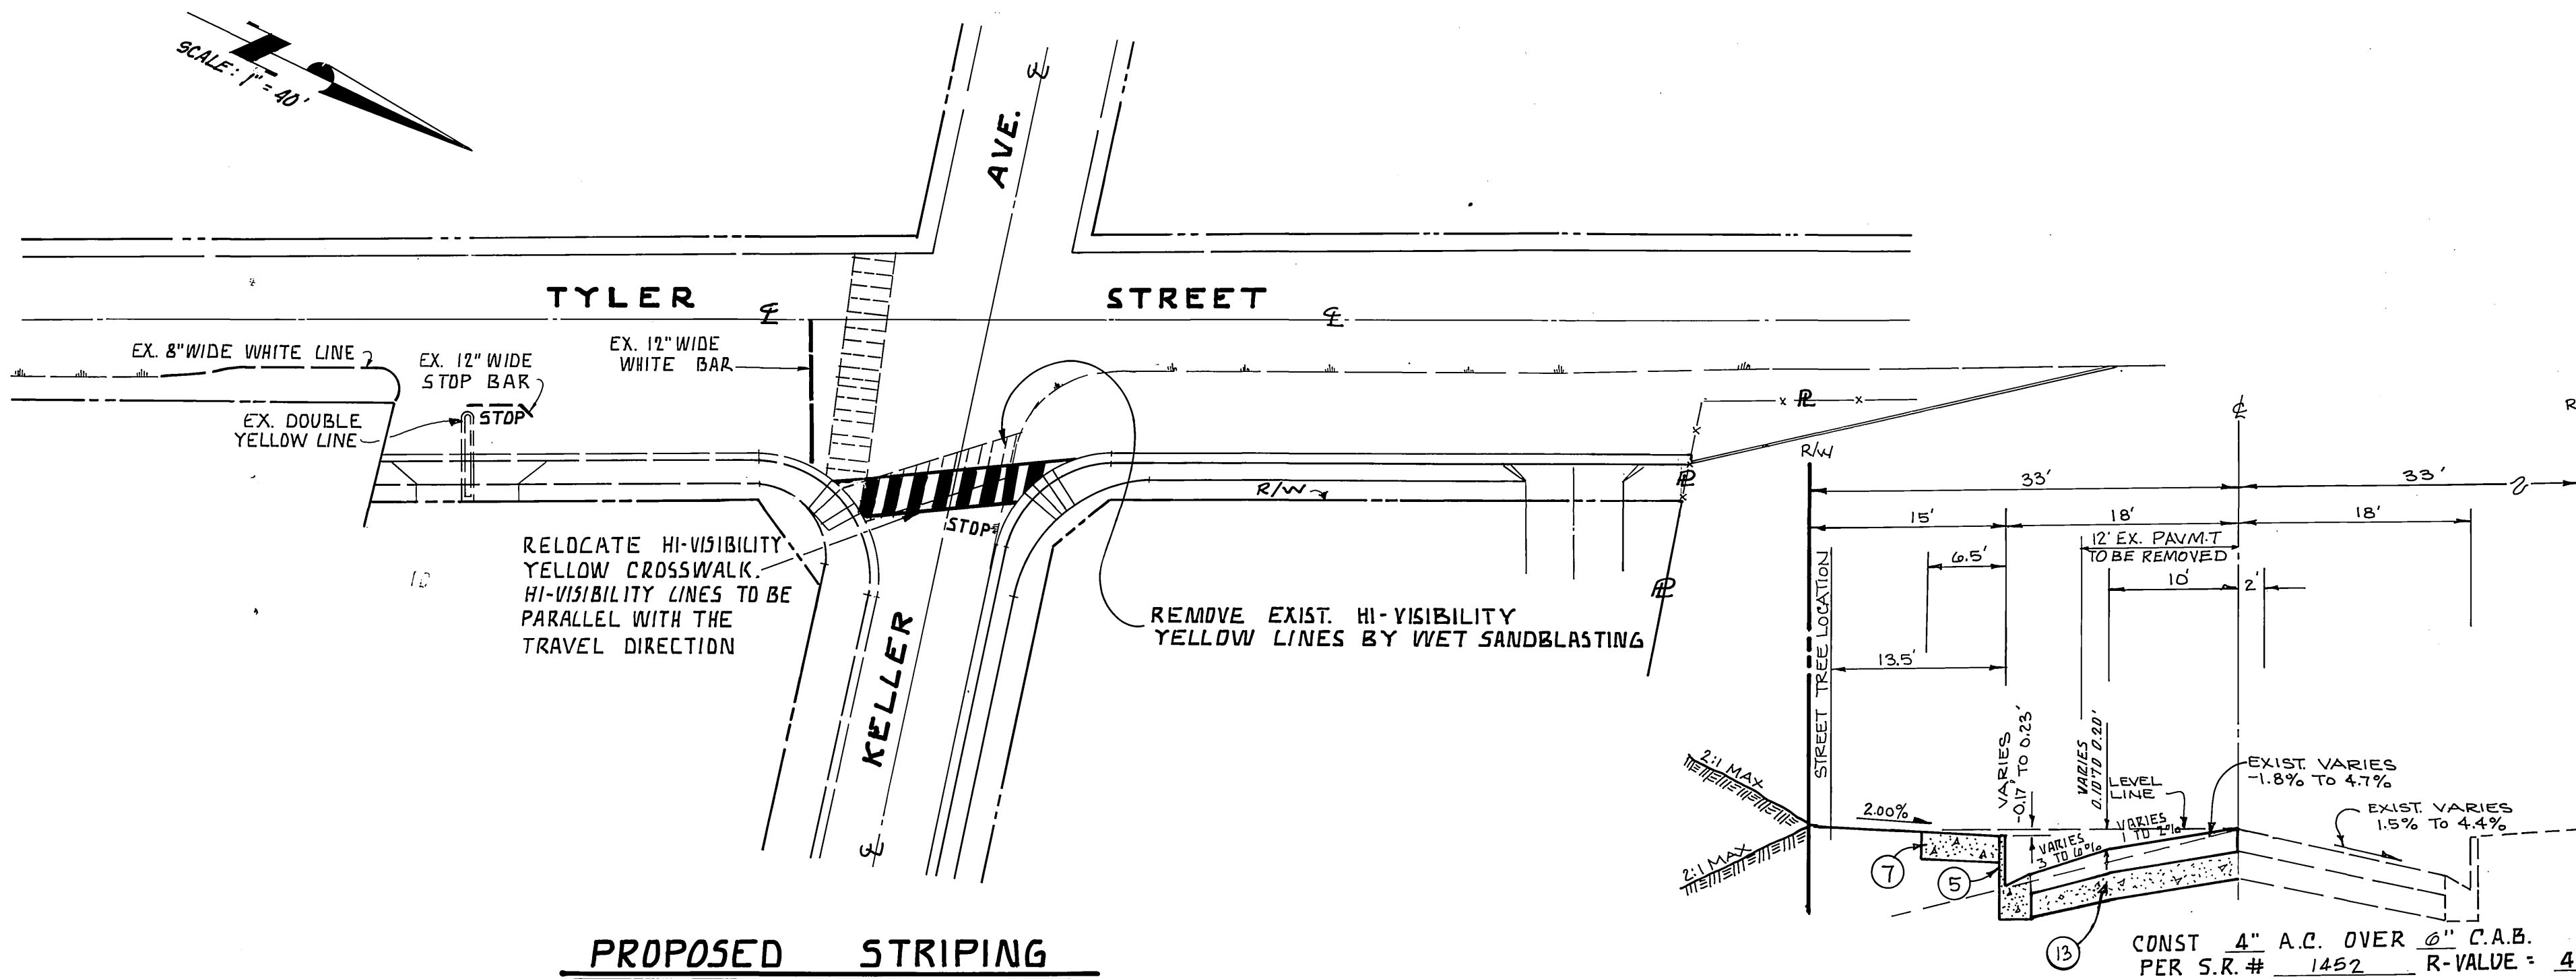 SCALE: 1" = 40'
AVE.
℄
TYLER STREET
℄
℄
EX. 8" WIDE WHITE LINE
EX. 12" WIDE
STOP BAR
STOP
EX. DOUBLE
YELLOW LINE
EX. 12" WIDE
WHITE BAR
R/W
STOP
RELOCATE HI-VISIBILITY
YELLOW CROSSWALK.
HI-VISIBILITY LINES TO BE
PARALLEL WITH THE
TRAVEL DIRECTION
REMOVE EXIST. HI-VISIBILITY
YELLOW LINES BY WET SANDBLASTING
KELLER
℄
PL
PL
PL
PROPOSED STRIPING
℄
R/W
33'
33'
15'
18'
18'
12' EX. PAVM.T
TO BE REMOVED
6.5'
10'
2'
13.5'
STREET TREE LOCATION
VARIES
-0.17' TO 0.23'
VARIES
0.10' TO 0.20'
LEVEL
LINE
EXIST. VARIES
-1.8% TO 4.7%
EXIST. VARIES
1.5% TO 4.4%
2:1 MAX
2:1 MAX
2.00%
VARIES
3 TO 6%
VARIES
1 TO 2%
7
5
13
CONST 4" A.C. OVER 6" C.A.B.
PER S.R. # 1452 R-VALUE = 4